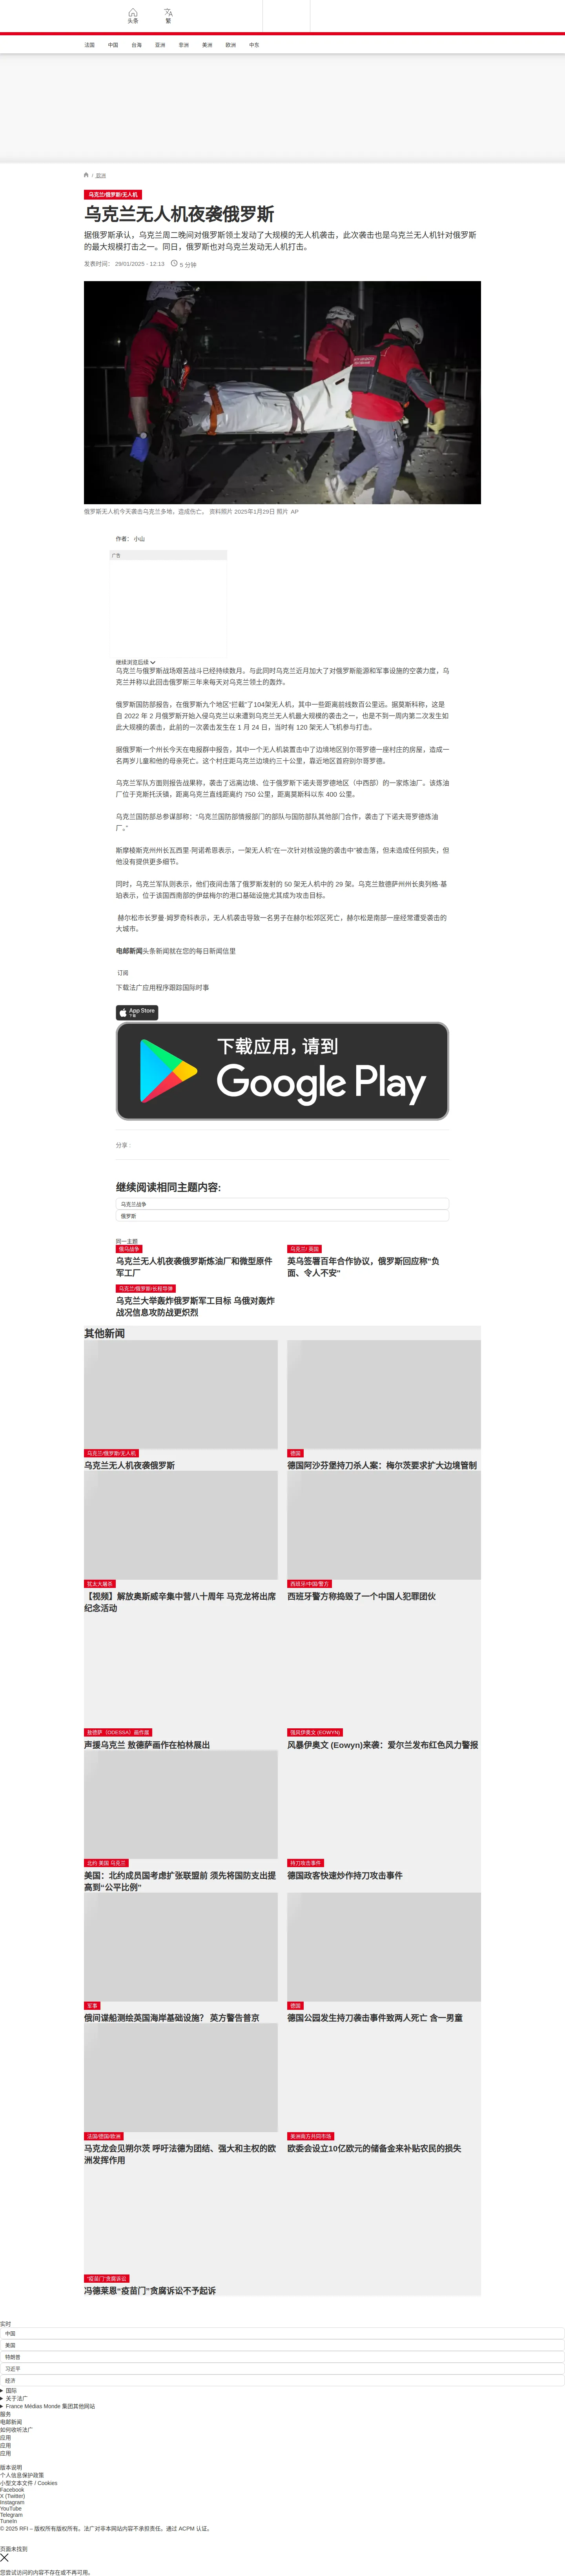 头条
繁
法国
中国
台海
亚洲
非洲
美洲
欧洲
中东
/ 欧洲
乌克兰/俄罗斯/无人机
乌克兰无人机夜袭俄罗斯
据俄罗斯承认，乌克兰周二晚间对俄罗斯领土发动了大规模的无人机袭击，此次袭击也是乌克兰无人机针对俄罗斯
的最大规模打击之一。同日，俄罗斯也对乌克兰发动无人机打击。
发表时间： 29/01/2025 - 12:13
5 分钟
俄罗斯无人机今天袭击乌克兰多地，造成伤亡。 资料照片 2025年1月29日 照片 AP
作者： 小山
广告
继续浏览后续
乌克兰与俄罗斯战场艰苦战斗已经持续数月。与此同时乌克兰近月加大了对俄罗斯能源和军事设施的空袭力度，乌
克兰并称以此回击俄罗斯三年来每天对乌克兰领土的轰炸。
俄罗斯国防部报告，在俄罗斯九个地区“拦截”了104架无人机，其中一些距离前线数百公里远。据莫斯科称，这是
自 2022 年 2 月俄罗斯开始入侵乌克兰以来遭到乌克兰无人机最大规模的袭击之一，也是不到一周内第二次发生如
此大规模的袭击，此前的一次袭击发生在 1 月 24 日，当时有 120 架无人飞机参与打击。
据俄罗斯一个州长今天在电报群中报告，其中一个无人机装置击中了边境地区别尔哥罗德一座村庄的房屋，造成一
名两岁儿童和他的母亲死亡。这个村庄距乌克兰边境约三十公里，靠近地区首府别尔哥罗德。
乌克兰军队方面则报告战果称，袭击了远离边境、位于俄罗斯下诺夫哥罗德地区（中西部）的一家炼油厂。该炼油
厂位于克斯托沃镇，距离乌克兰直线距离约 750 公里，距离莫斯科以东 400 公里。
乌克兰国防部总参谋部称：“乌克兰国防部情报部门的部队与国防部队其他部门合作，袭击了下诺夫哥罗德炼油
厂。”
斯摩棱斯克州州长瓦西里·阿诺希恩表示，一架无人机“在一次针对核设施的袭击中”被击落，但未造成任何损失，但
他没有提供更多细节。
同时，乌克兰军队则表示，他们夜间击落了俄罗斯发射的 50 架无人机中的 29 架。乌克兰敖德萨州州长奥列格·基
珀表示，位于该国西南部的伊兹梅尔的港口基础设施尤其成为攻击目标。
赫尔松市长罗曼·姆罗奇科表示，无人机袭击导致一名男子在赫尔松郊区死亡，赫尔松是南部一座经常遭受袭击的
大城市。
电邮新闻头条新闻就在您的每日新闻信里
订阅
下载法广应用程序跟踪国际时事
App Store
下载
下载应用，请到
Google Play
分享 :
继续阅读相同主题内容:
乌克兰战争
俄罗斯
同一主题
俄乌战争
乌克兰无人机夜袭俄罗斯炼油厂和微型原件
军工厂
乌克兰/ 英国
英乌签署百年合作协议，俄罗斯回应称"负
面、令人不安"
乌克兰/俄罗斯/长程导弹
乌克兰大举轰炸俄罗斯军工目标 乌俄对轰炸
战况信息攻防战更炽烈
其他新闻
乌克兰/俄罗斯/无人机
乌克兰无人机夜袭俄罗斯
德国
德国阿沙芬堡持刀杀人案：梅尔茨要求扩大边境管制
犹太大屠杀
【视频】解放奥斯威辛集中营八十周年 马克龙将出席
纪念活动
西班牙/中国/警方
西班牙警方称捣毁了一个中国人犯罪团伙
敖德萨（ODESSA）画作展
声援乌克兰 敖德萨画作在柏林展出
强风伊奥文 (EOWYN)
风暴伊奥文 (Eowyn)来袭：爱尔兰发布红色风力警报
北约 美国 乌克兰
美国：北约成员国考虑扩张联盟前 须先将国防支出提
高到“公平比例”
持刀攻击事件
德国政客快速炒作持刀攻击事件
军事
俄间谍船测绘英国海岸基础设施？ 英方警告普京
德国
德国公园发生持刀袭击事件致两人死亡 含一男童
法国/德国/欧洲
马克龙会见朔尔茨 呼吁法德为团结、强大和主权的欧
洲发挥作用
美洲南方共同市场
欧委会设立10亿欧元的储备金来补贴农民的损失
“疫苗门”贪腐诉讼
冯德莱恩“疫苗门”贪腐诉讼不予起诉
实时
中国
美国
特朗普
习近平
经济
国际
关于法广
France Médias Monde 集团其他网站
服务
电邮新闻
如何收听法广
应用
应用
应用
版本说明
个人信息保护政策
小型文本文件 / Cookies
Facebook
X (Twitter)
Instagram
YouTube
Telegram
TuneIn
© 2025 RFI – 版权所有版权所有。法广对非本网站内容不承担责任。通过 ACPM 认证。
页面未找到
您尝试访问的内容不存在或不再可用。